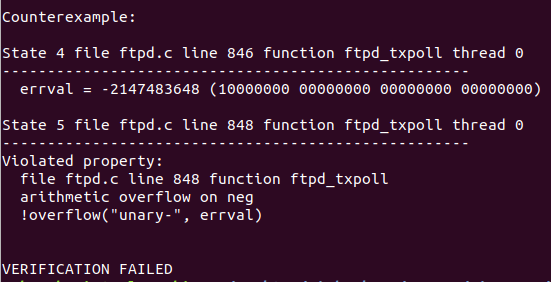 Counterexample:
State 4 file ftpd.c line 846 function ftpd_txpoll thread 0
----------------------------------------------------
errval = -2147483648 (10000000 00000000 00000000 00000000)
State 5 file ftpd.c line 848 function ftpd_txpoll thread 0
----------------------------------------------------
Violated property:
file ftpd.c line 848 function ftpd_txpoll
arithmetic overflow on neg
!overflow("unary-", errval)
VERIFICATION FAILED